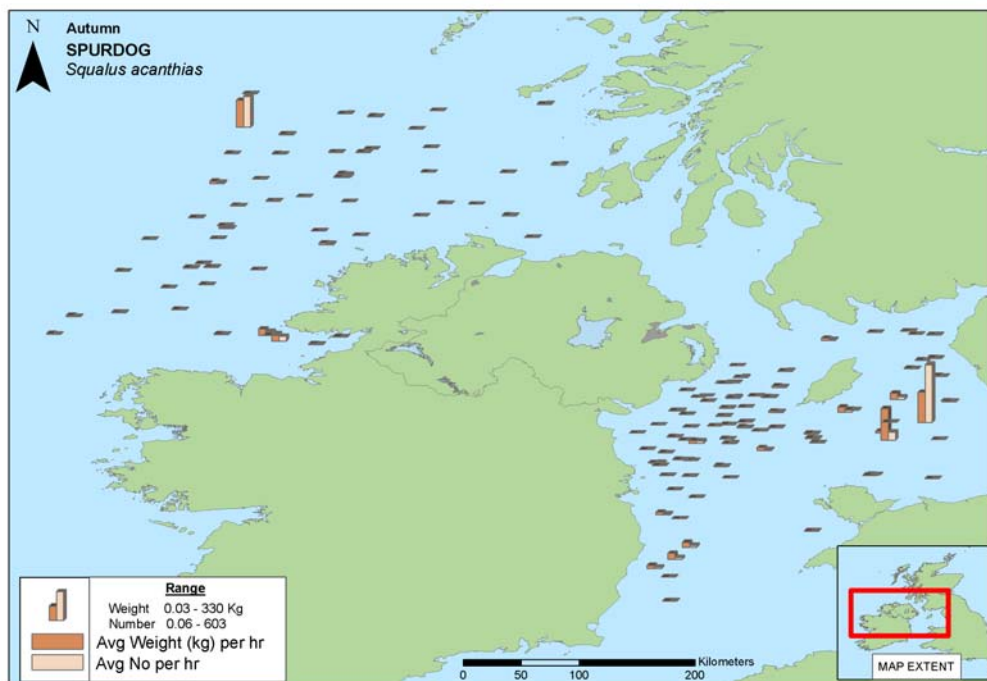 N
Autumn
SPURDOG
Squalus acanthias
Range
Weight 0.03 - 330 Kg
Number 0.06 - 603
Avg Weight (kg) per hr
Avg No per hr
Kilometers
0 50 100 200
MAP EXTENT